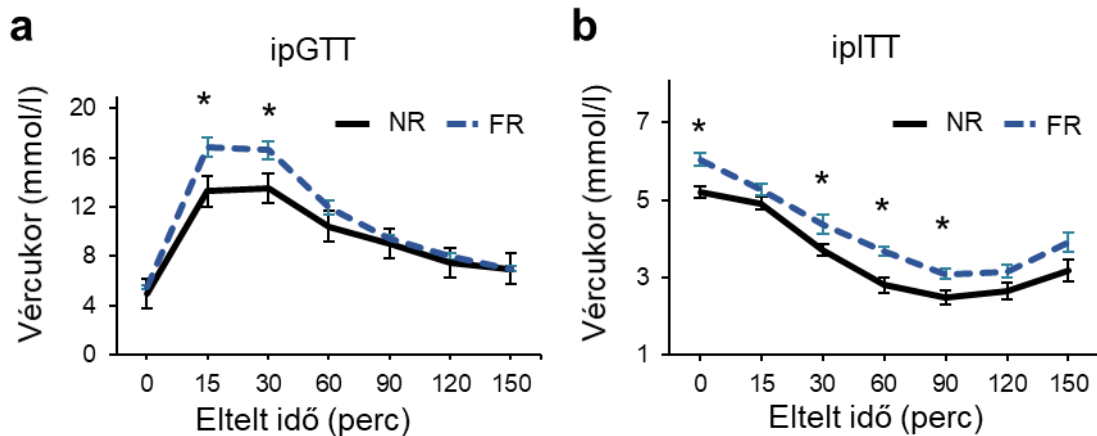 a
ipGTT
Vércukor (mmol/l)
20
16
12
8
4
0
* *
NR FR
0 15 30 60 90 120 150
Eltelt idő (perc)
b
ipITT
Vércukor (mmol/l)
7
5
3
1
* * * *
NR FR
0 15 30 60 90 120 150
Eltelt idő (perc)